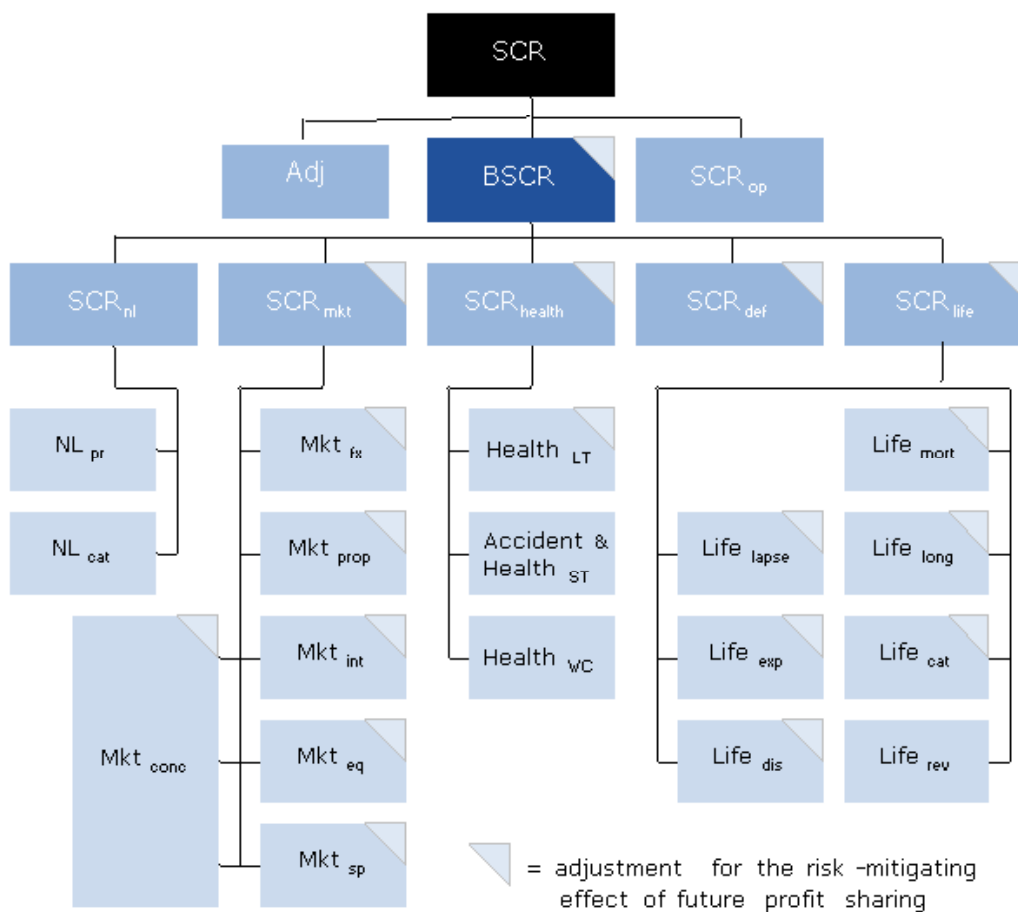 SCR
Adj
BSCR
SCR op
SCR nl
SCR mkt
SCR health
SCR def
SCR life
NL pr
NL cat
Mkt conc
Mkt fx
Mkt prop
Mkt int
Mkt eq
Mkt sp
Health LT
Accident &
Health ST
Health WC
Life lapse
Life exp
Life dis
Life mort
Life long
Life cat
Life rev
= adjustment for the risk -mitigating
effect of future profit sharing